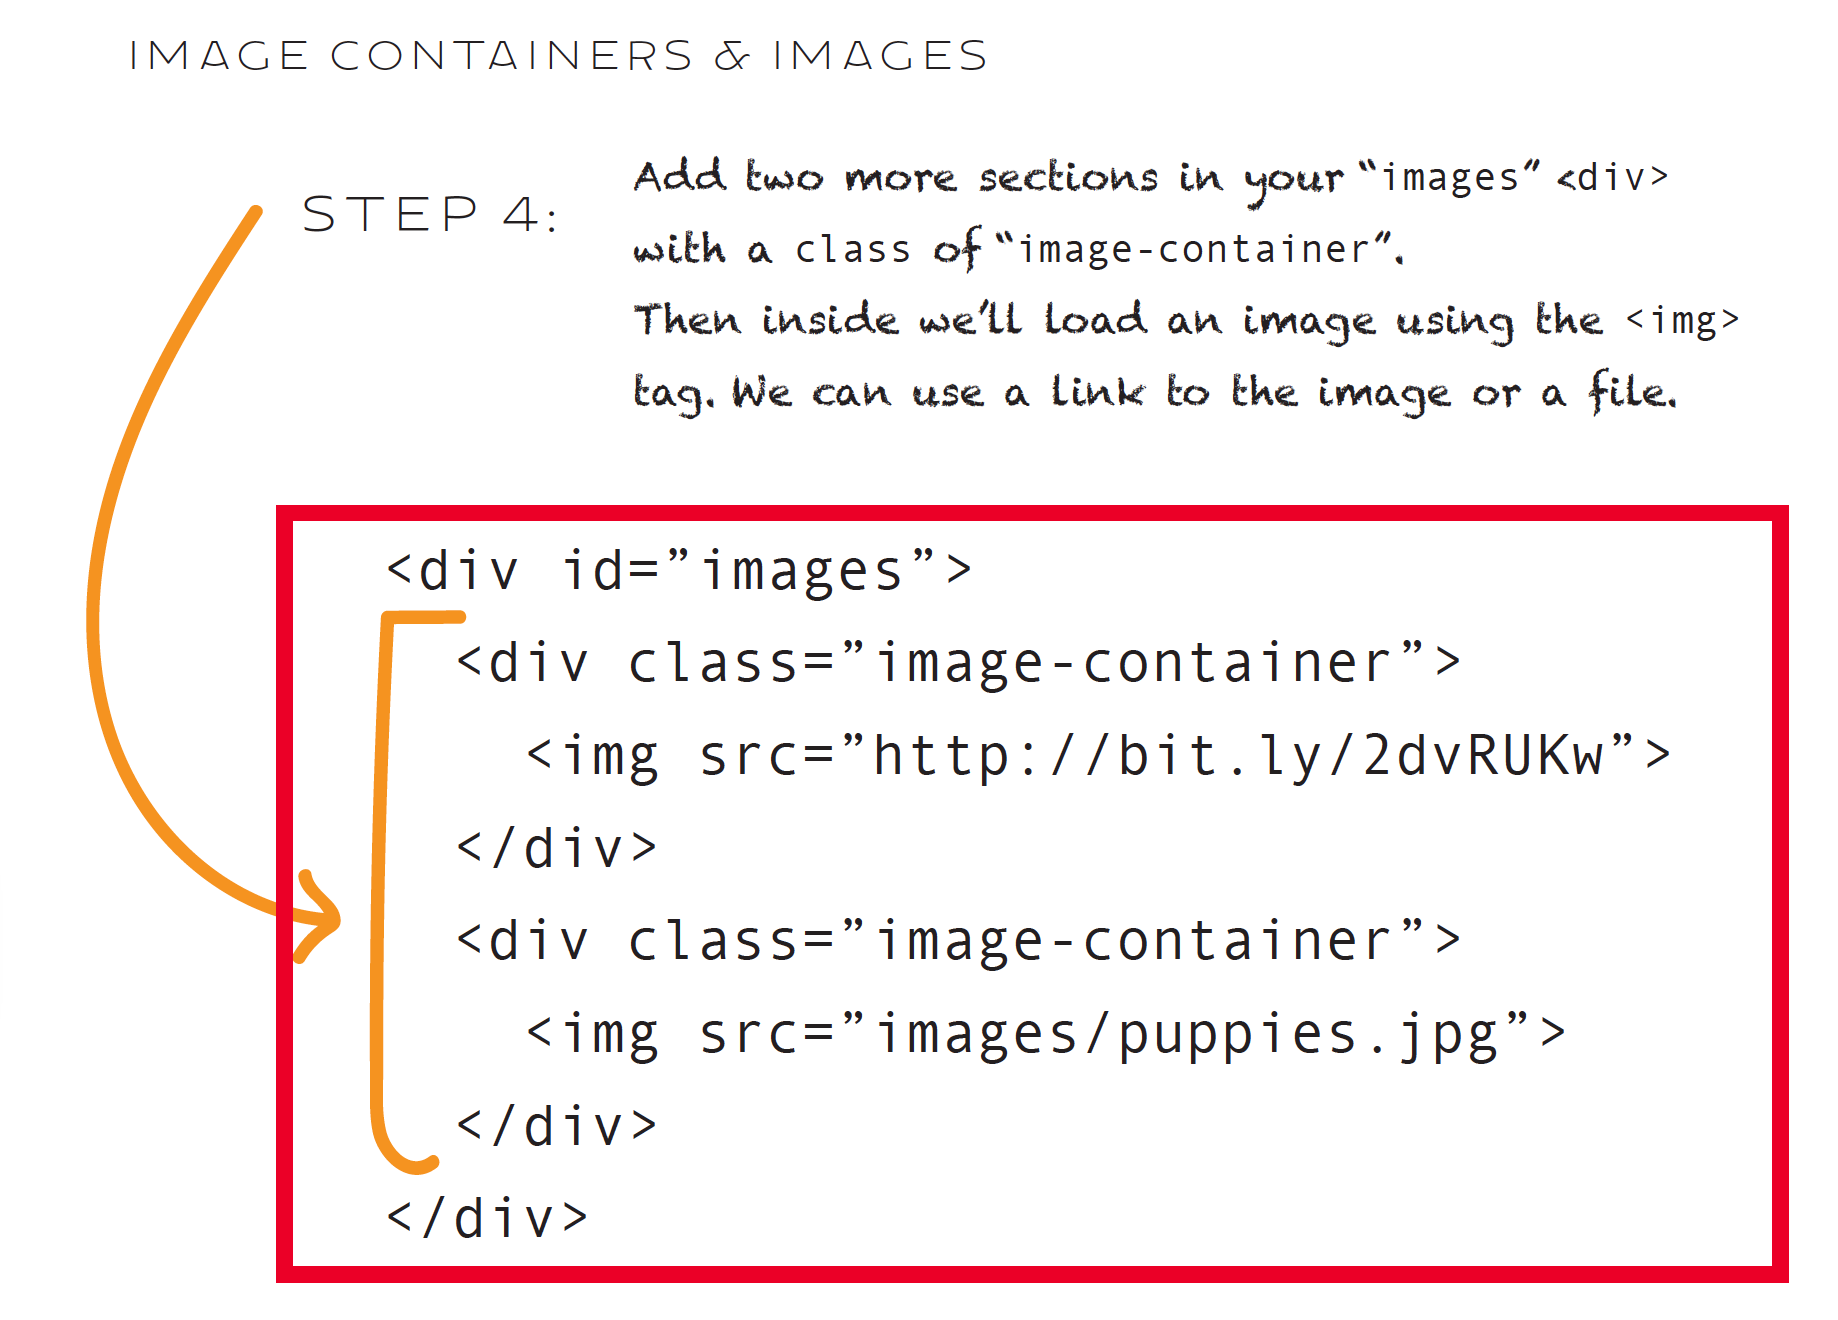 IMAGE CONTAINERS & IMAGES
STEP 4:
Add two more sections in your “images” <div>
with a class of “image-container”.
Then inside we’ll load an image using the <img>
tag. We can use a link to the image or a file.
<div id=”images”>
<div class=”image-container”>
<img src=”http://bit.ly/2dvRUKw”>
</div>
<div class=”image-container”>
<img src=”images/puppies.jpg”>
</div>
</div>